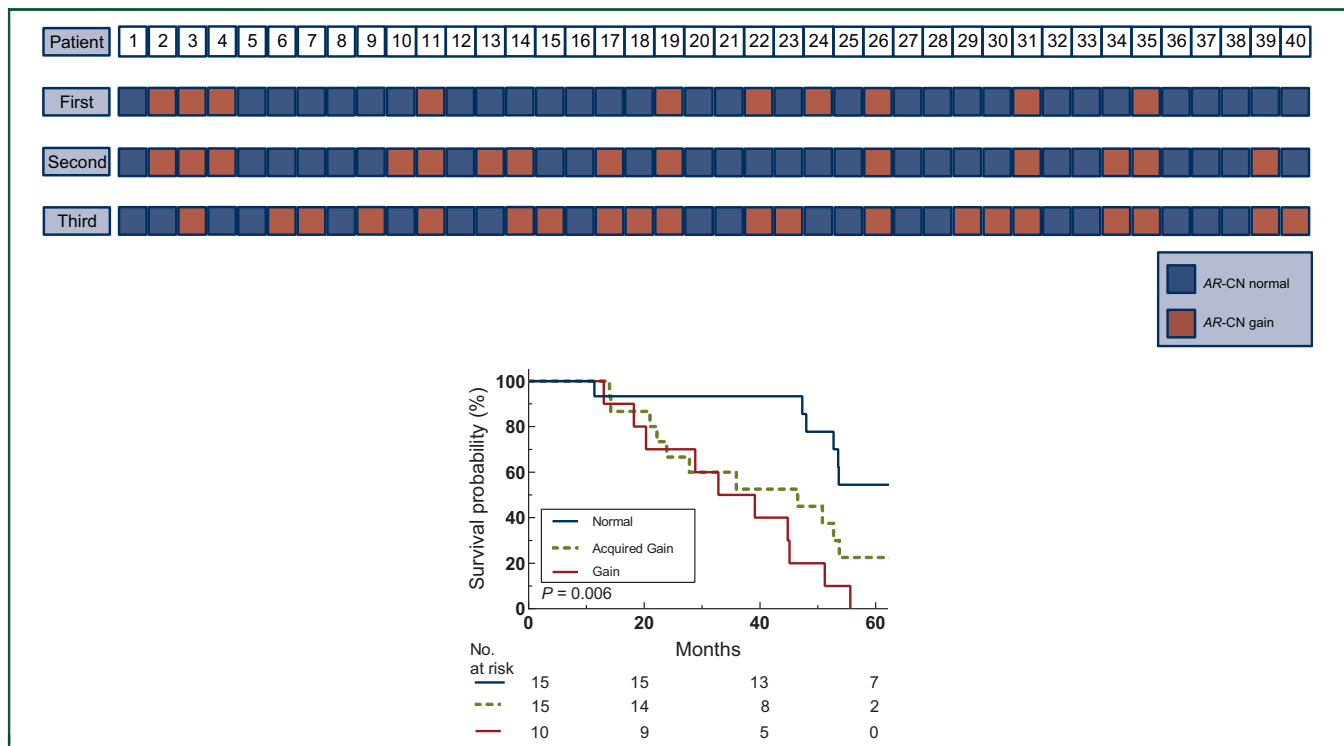 Patient 1 2 3 4 5 6 7 8 9 10 11 12 13 14 15 16 17 18 19 20 21 22 23 24 25 26 27 28 29 30 31 32 33 34 35 36 37 38 39 40
First
Second
Third
AR-CN normal
AR-CN gain
Survival probability (%)
100
80
60
40
20
0
Normal
Acquired Gain
Gain
P = 0.006
0 20 40 60
Months
No.
at risk
15 15 13 7
15 14 8 2
10 9 5 0